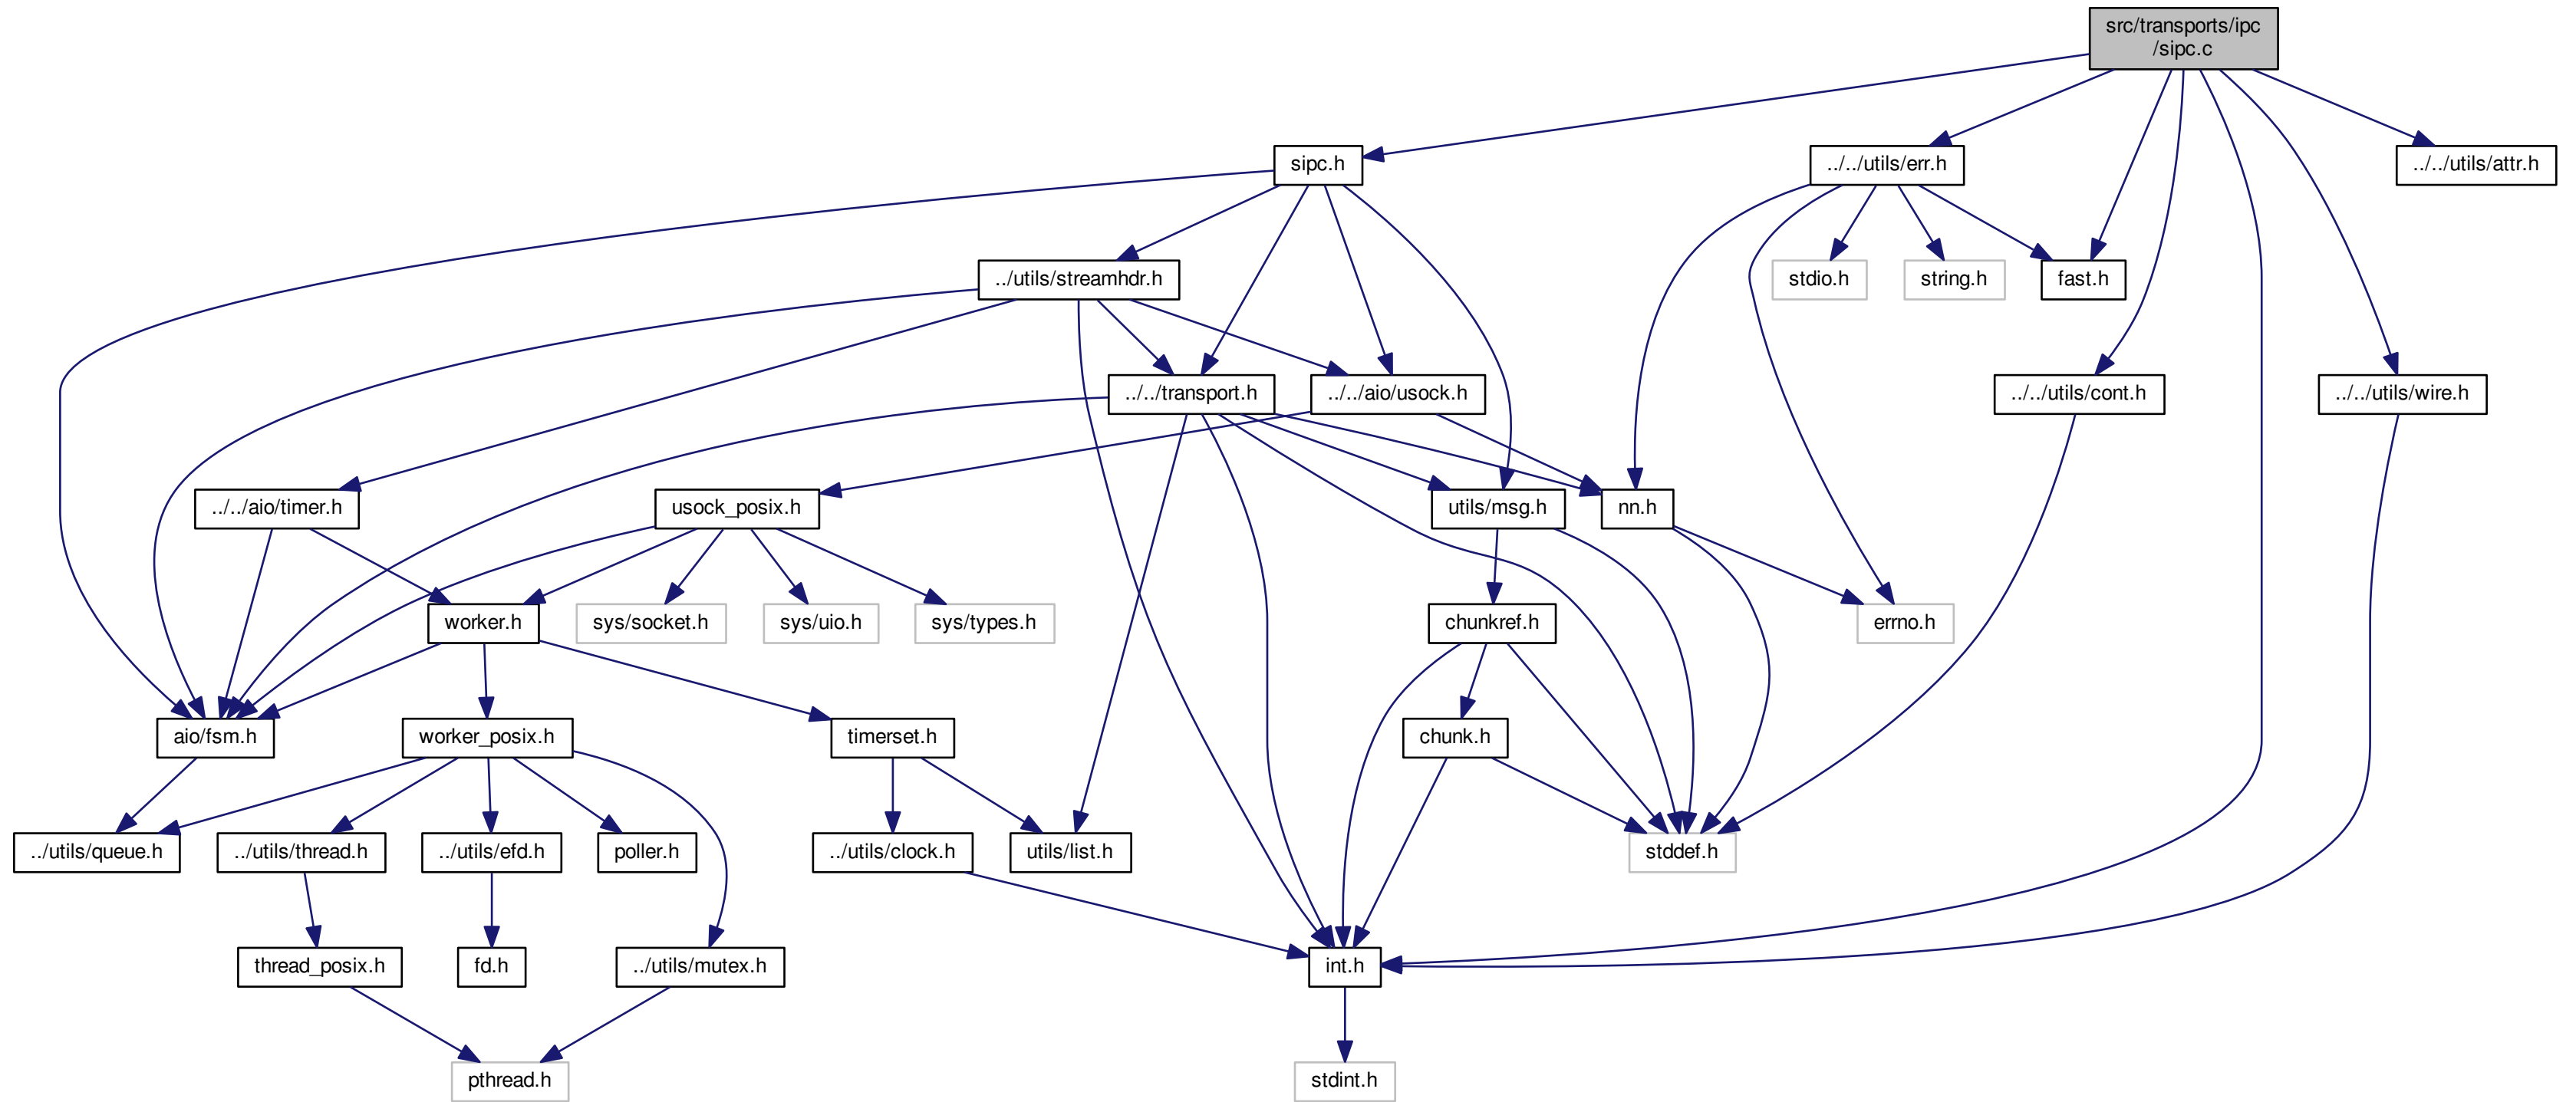 src/transports/ipc
/sipc.c
sipc.h
../../utils/err.h
../../utils/attr.h
../utils/streamhdr.h
stdio.h
string.h
fast.h
../../transport.h
../../aio/usock.h
../../utils/cont.h
../../utils/wire.h
../../aio/timer.h
usock_posix.h
utils/msg.h
nn.h
worker.h
sys/socket.h
sys/uio.h
sys/types.h
chunkref.h
errno.h
aio/fsm.h
worker_posix.h
timerset.h
chunk.h
../utils/queue.h
../utils/thread.h
../utils/efd.h
poller.h
../utils/clock.h
utils/list.h
stddef.h
thread_posix.h
fd.h
../utils/mutex.h
int.h
pthread.h
stdint.h